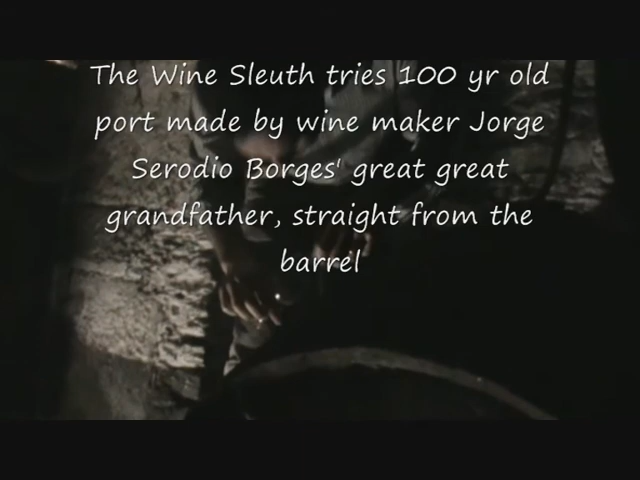 The Wine Sleuth tries 100 yr old
port made by wine maker Jorge
Serodio Borges' great great
grandfather, straight from the
barrel